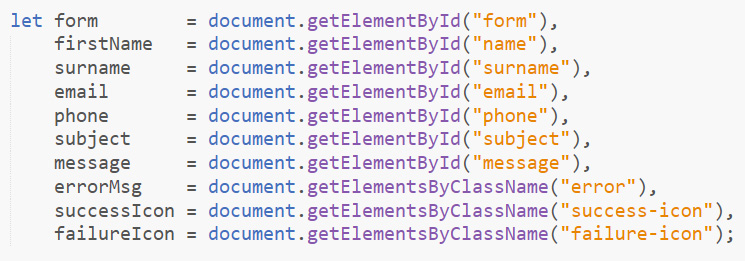 let form        = document.getElementById("form"),
    firstName   = document.getElementById("name"),
    surname     = document.getElementById("surname"),
    email       = document.getElementById("email"),
    phone       = document.getElementById("phone"),
    subject     = document.getElementById("subject"),
    message     = document.getElementById("message"),
    errorMsg    = document.getElementsByClassName("error"),
    successIcon = document.getElementsByClassName("success-icon"),
    failureIcon = document.getElementsByClassName("failure-icon");